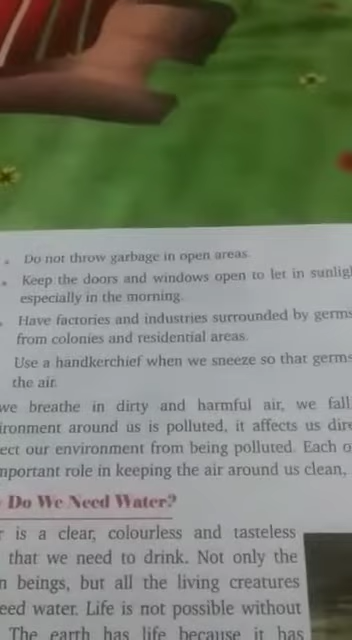 Do not throw garbage in open areas.
Keep the doors and windows open to let in sunligh
especially in the morning.
Have factories and industries surrounded by germs
from colonies and residential areas.
Use a handkerchief when we sneeze so that germs
the air.
we breathe in dirty and harmful air, we fall
ironment around us is polluted, it affects us dire
ect our environment from being polluted. Each o
mportant role in keeping the air around us clean,
Do We Need Water?
r is a clear, colourless and tasteless
that we need to drink. Not only the
n beings, but all the living creatures
eed water. Life is not possible without
The earth has life because it has